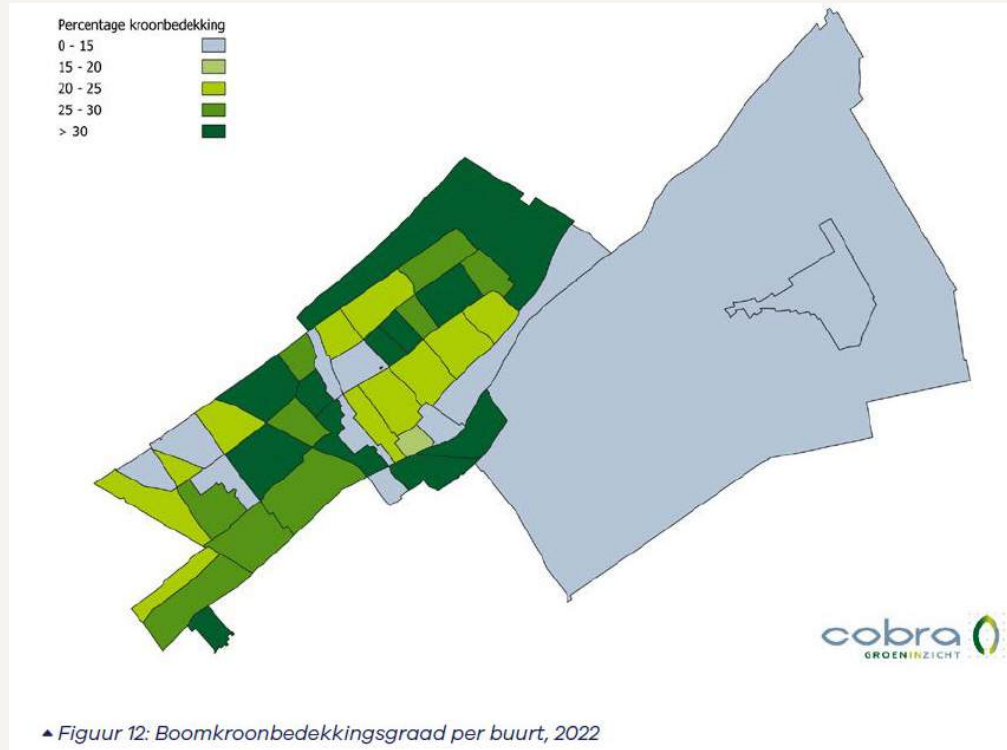 Percentage kroonbedekking
0 - 15
15 - 20
20 - 25
25 - 30
> 30
cobra
GROENINZICHT
▲ Figuur 12: Boomkroonbedekkingsgraad per buurt, 2022